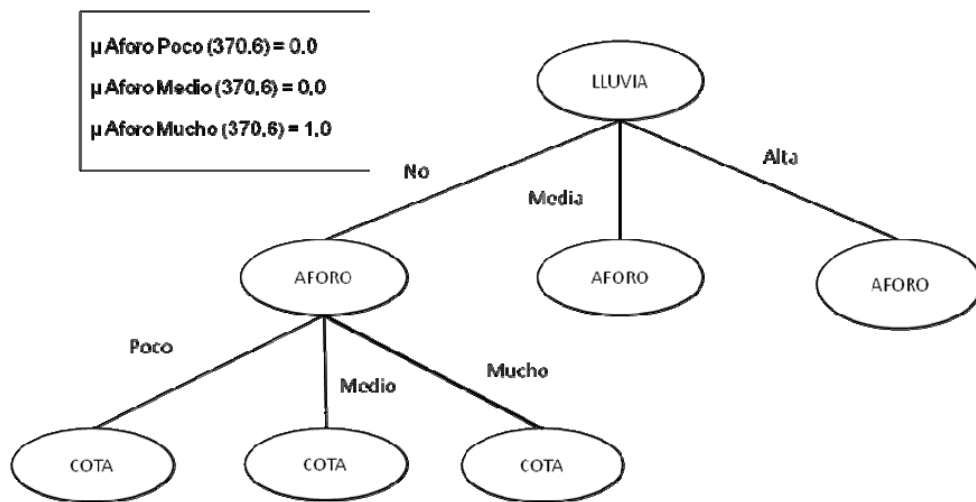 µ Aforo Poco (370.6) = 0.0
µ Aforo Medio (370,6) = 0,0
µ Aforo Mucho (370,6) = 1,0
LLUVIA
No
Media
Alta
AFORO
AFORO
AFORO
Poco
Medio
Mucho
COTA
COTA
COTA